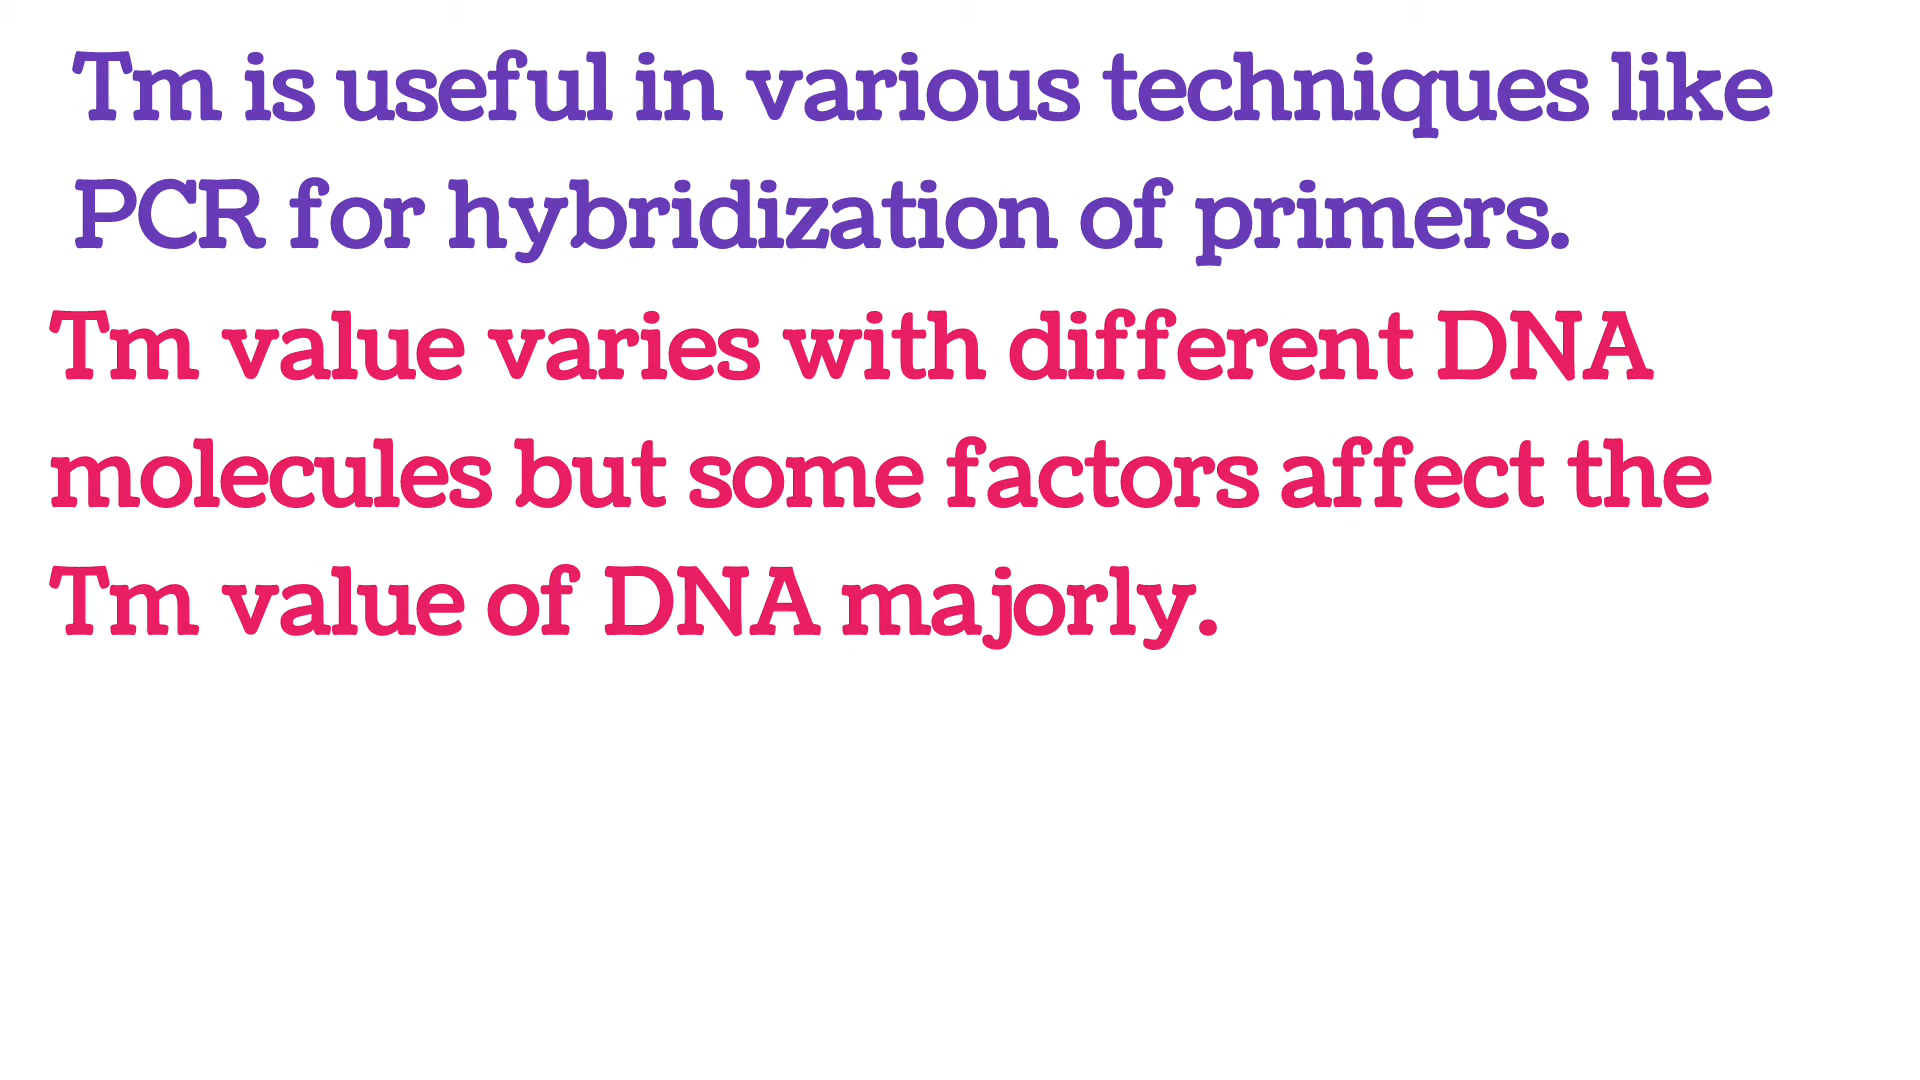 Tm is useful in various techniques like
PCR for hybridization of primers.
Tm value varies with different DNA
molecules but some factors affect the
Tm value of DNA majorly.